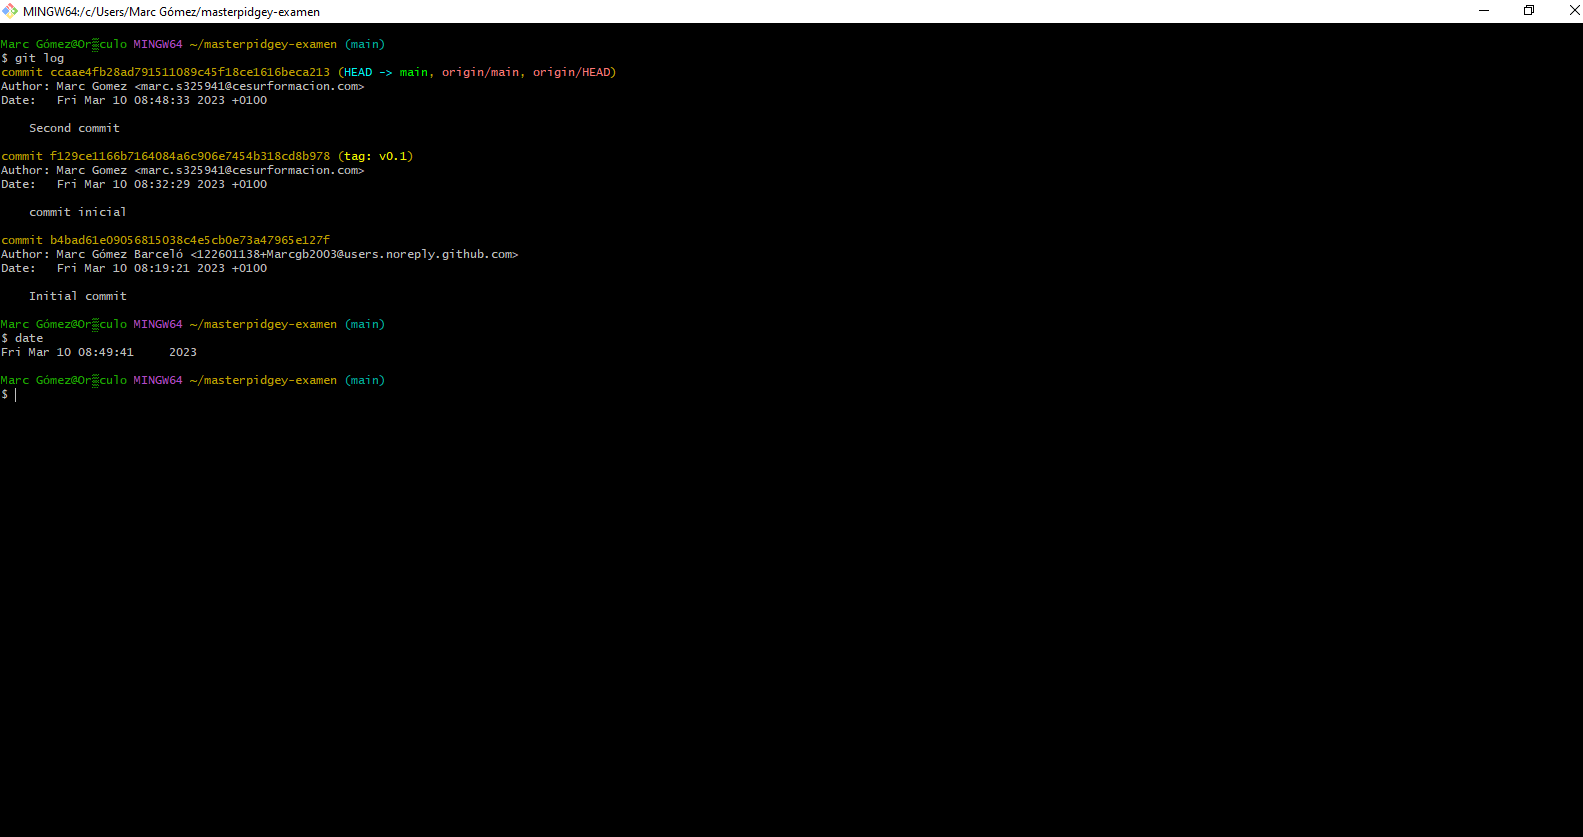 MINGW64:/c/Users/Marc Gómez/masterpidgey-examen
Marc Gómez@Or▒culo MINGW64 ~/masterpidgey-examen (main)
$ git log
commit ccaae4fb28ad791511089c45f18ce1616beca213 (HEAD -> main, origin/main, origin/HEAD)
Author: Marc Gomez <marc.s325941@cesurformacion.com>
Date:   Fri Mar 10 08:48:33 2023 +0100
    Second commit
commit f129ce1166b7164084a6c906e7454b318cd8b978 (tag: v0.1)
Author: Marc Gomez <marc.s325941@cesurformacion.com>
Date:   Fri Mar 10 08:32:29 2023 +0100
    commit inicial
commit b4bad61e09056815038c4e5cb0e73a47965e127f
Author: Marc Gómez Barceló <122601138+Marcgb2003@users.noreply.github.com>
Date:   Fri Mar 10 08:19:21 2023 +0100
    Initial commit
Marc Gómez@Or▒culo MINGW64 ~/masterpidgey-examen (main)
$ date
Fri Mar 10 08:49:41     2023
Marc Gómez@Or▒culo MINGW64 ~/masterpidgey-examen (main)
$